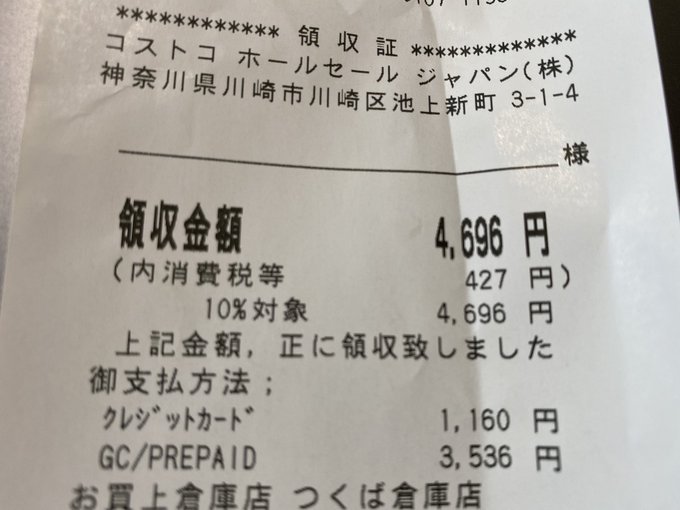 ************ 領 収 証 ************
コストコ ホールセール ジャパン(株)
神奈川県川崎市川崎区池上新町 3-1-4
様
領収金額 4,696 円
(内消費税等 427 円)
10%対象 4,696 円
上記金額, 正に領収致しました
御支払方法;
ｸﾚｼﾞｯﾄｶｰﾄﾞ 1,160 円
GC/PREPAID 3,536 円
お買上倉庫店 つくば倉庫店